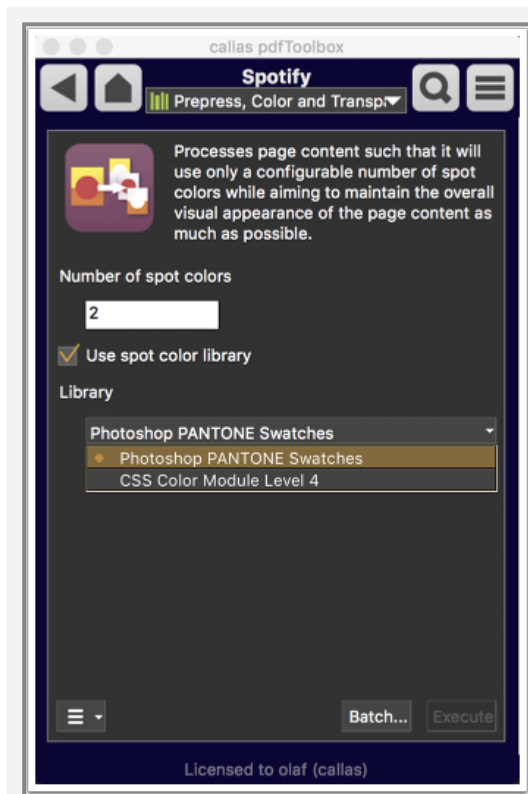 callas pdfToolbox
Spotify
Prepress, Color and Transp
Processes page content such that it will
use only a configurable number of spot
colors while aiming to maintain the overall
visual appearance of the page content as
much as possible.
Number of spot colors
2
Use spot color library
Library
Photoshop PANTONE Swatches
Photoshop PANTONE Swatches
CSS Color Module Level 4
Batch... Execute
Licensed to olaf (callas)